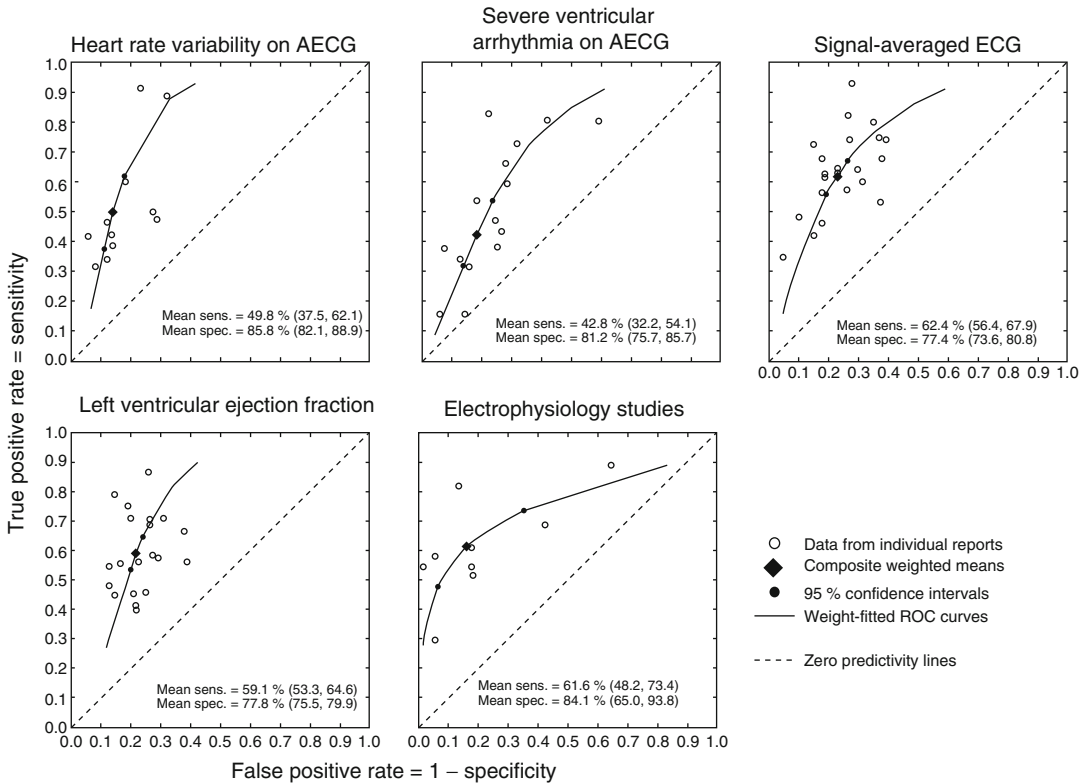 Heart rate variability on AECG
Severe ventricular
arrhythmia on AECG
Signal-averaged ECG
1.0
0.9
0.8
0.7
0.6
0.5
0.4
0.3
0.2
0.1
0.0
Mean sens. = 49.8 % (37.5, 62.1)
Mean spec. = 85.8 % (82.1, 88.9)
Mean sens. = 42.8 % (32.2, 54.1)
Mean spec. = 81.2 % (75.7, 85.7)
Mean sens. = 62.4 % (56.4, 67.9)
Mean spec. = 77.4 % (73.6, 80.8)
0.0 0.1 0.2 0.3 0.4 0.5 0.6 0.7 0.8 0.9 1.0
True positive rate = sensitivity
Left ventricular ejection fraction
Electrophysiology studies
1.0
0.9
0.8
0.7
0.6
0.5
0.4
0.3
0.2
0.1
0.0
Mean sens. = 59.1 % (53.3, 64.6)
Mean spec. = 77.8 % (75.5, 79.9)
Mean sens. = 61.6 % (48.2, 73.4)
Mean spec. = 84.1 % (65.0, 93.8)
0.0 0.1 0.2 0.3 0.4 0.5 0.6 0.7 0.8 0.9 1.0
0.0 0.1 0.2 0.3 0.4 0.5 0.6 0.7 0.8 0.9 1.0
False positive rate = 1 – specificity
Data from individual reports
Composite weighted means
95 % confidence intervals
Weight-fitted ROC curves
Zero predictivity lines